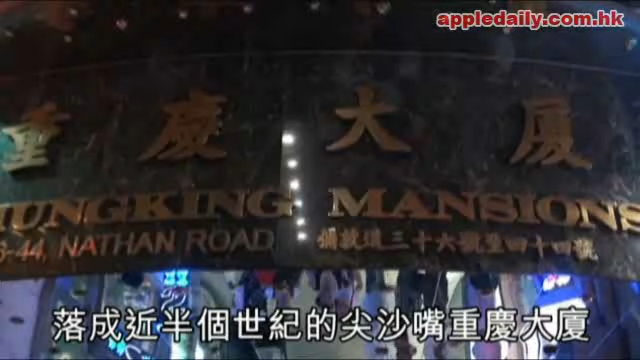 appledaily.com.hk
重慶大廈
HUNGKING MANSIONS
6-44, NATHAN ROAD 彌敦道三十六號至四十四號
落成近半個世紀的尖沙嘴重慶大廈